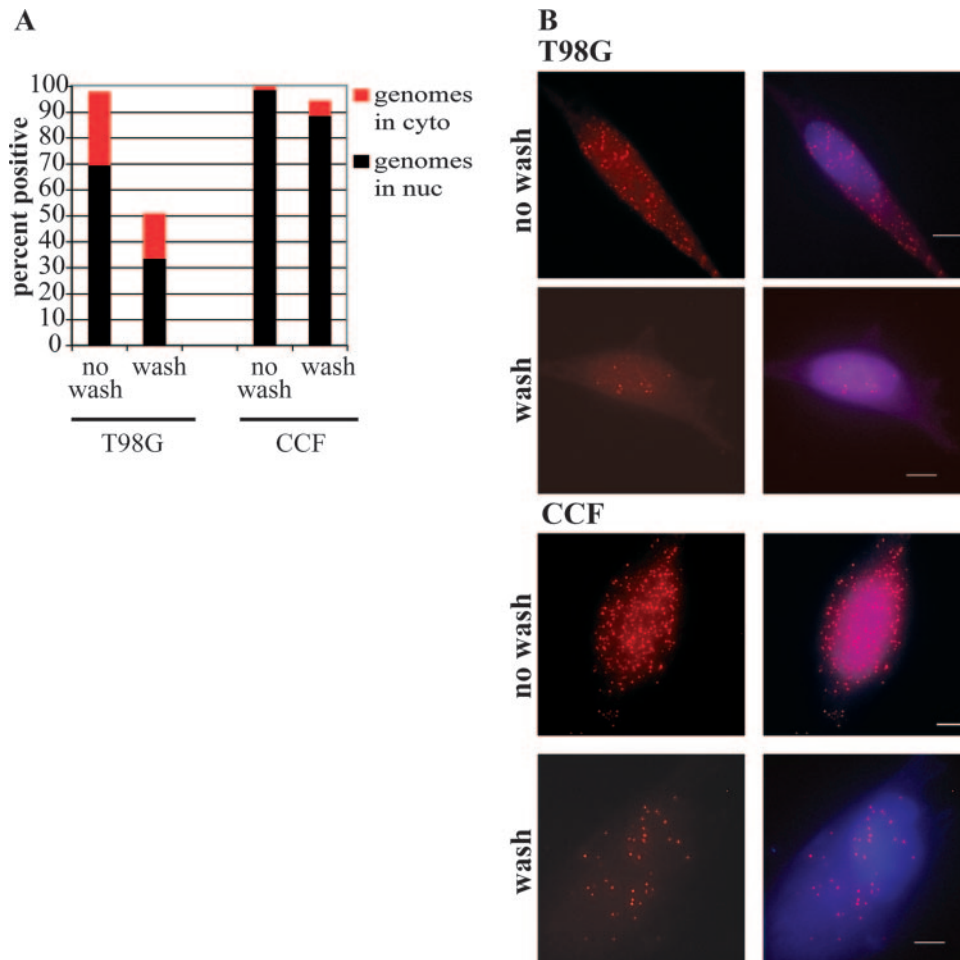 A
percent positive
100
90
80
70
60
50
40
30
20
10
0
genomes
in cyto
genomes
in nuc
no
wash
wash
no
wash
wash
T98G
CCF
B
T98G
no wash
wash
CCF
no wash
wash